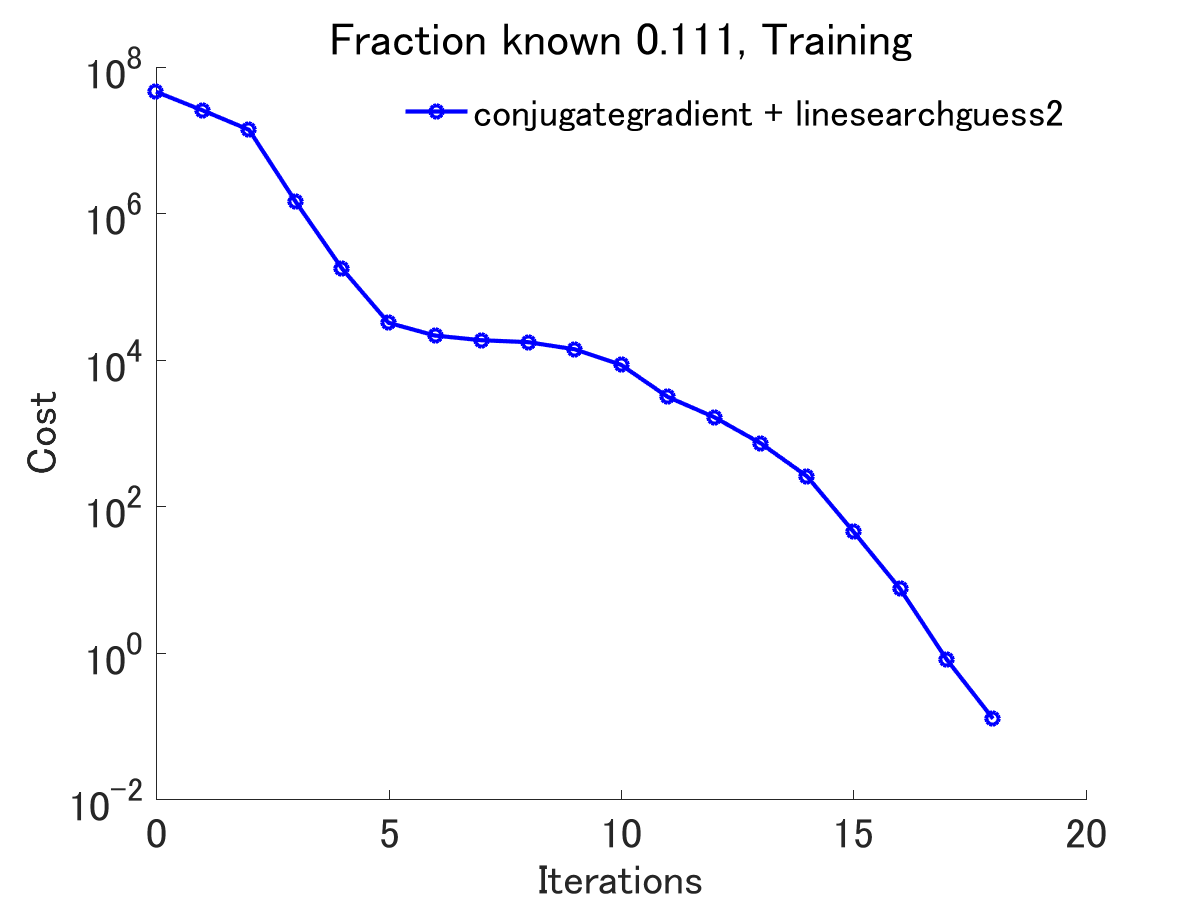 Fraction known 0.111, Training
conjugategradient + linesearchguess2
10^8
10^6
10^4
10^2
10^0
10^-2
Cost
0 5 10 15 20
Iterations